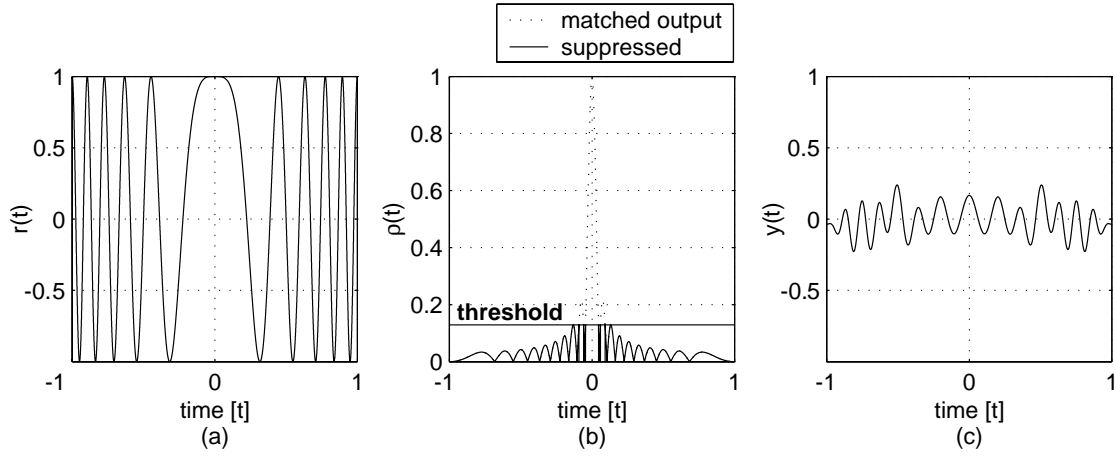 matched output
suppressed
1
0.5
0
-0.5
-1
0
1
r(t)
time [t]
(a)
1
0.8
0.6
0.4
0.2
0
-1
0
1
ρ(t)
threshold
time [t]
(b)
1
0.5
0
-0.5
-1
0
1
y(t)
time [t]
(c)